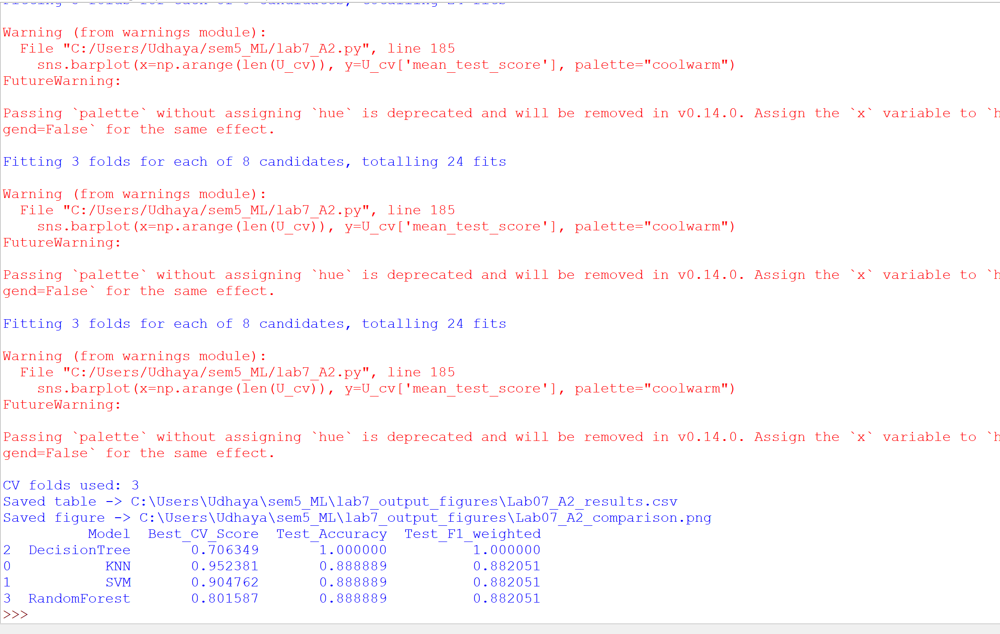 Fitting 3 folds for each of 8 candidates, totalling 24 fits
Warning (from warnings module):
  File "C:/Users/Udhaya/sem5_ML/lab7_A2.py", line 185
    sns.barplot(x=np.arange(len(U_cv)), y=U_cv['mean_test_score'], palette="coolwarm")
FutureWarning:
Passing `palette` without assigning `hue` is deprecated and will be removed in v0.14.0. Assign the `x` variable to `h
gend=False` for the same effect.
Fitting 3 folds for each of 8 candidates, totalling 24 fits
Warning (from warnings module):
  File "C:/Users/Udhaya/sem5_ML/lab7_A2.py", line 185
    sns.barplot(x=np.arange(len(U_cv)), y=U_cv['mean_test_score'], palette="coolwarm")
FutureWarning:
Passing `palette` without assigning `hue` is deprecated and will be removed in v0.14.0. Assign the `x` variable to `h
gend=False` for the same effect.
Fitting 3 folds for each of 8 candidates, totalling 24 fits
Warning (from warnings module):
  File "C:/Users/Udhaya/sem5_ML/lab7_A2.py", line 185
    sns.barplot(x=np.arange(len(U_cv)), y=U_cv['mean_test_score'], palette="coolwarm")
FutureWarning:
Passing `palette` without assigning `hue` is deprecated and will be removed in v0.14.0. Assign the `x` variable to `h
gend=False` for the same effect.
CV folds used: 3
Saved table -> C:\Users\Udhaya\sem5_ML\lab7_output_figures\Lab07_A2_results.csv
Saved figure -> C:\Users\Udhaya\sem5_ML\lab7_output_figures\Lab07_A2_comparison.png
          Model  Best_CV_Score  Test_Accuracy  Test_F1_weighted
2  DecisionTree       0.706349       1.000000          1.000000
0           KNN       0.952381       0.888889          0.882051
1           SVM       0.904762       0.888889          0.882051
3  RandomForest       0.801587       0.888889          0.882051
>>>